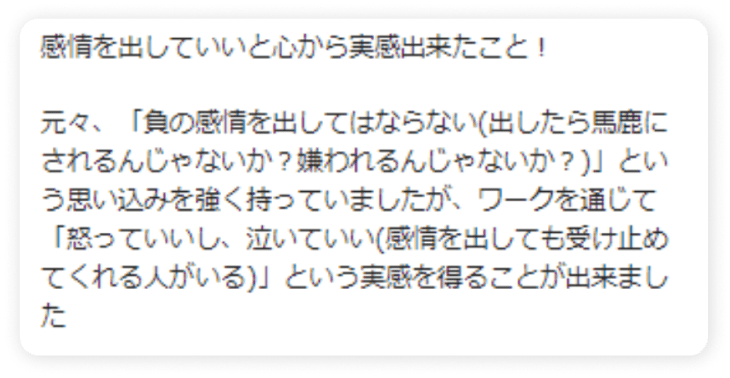 感情を出していいと心から実感出来たこと！
元々、「負の感情を出してはならない(出したら馬鹿に
されるんじゃないか？嫌われるんじゃないか？)」とい
う思い込みを強く持っていましたが、ワークを通じて
「怒っていいし、泣いていい(感情を出しても受け止め
てくれる人がいる)」という実感を得ることが出来まし
た